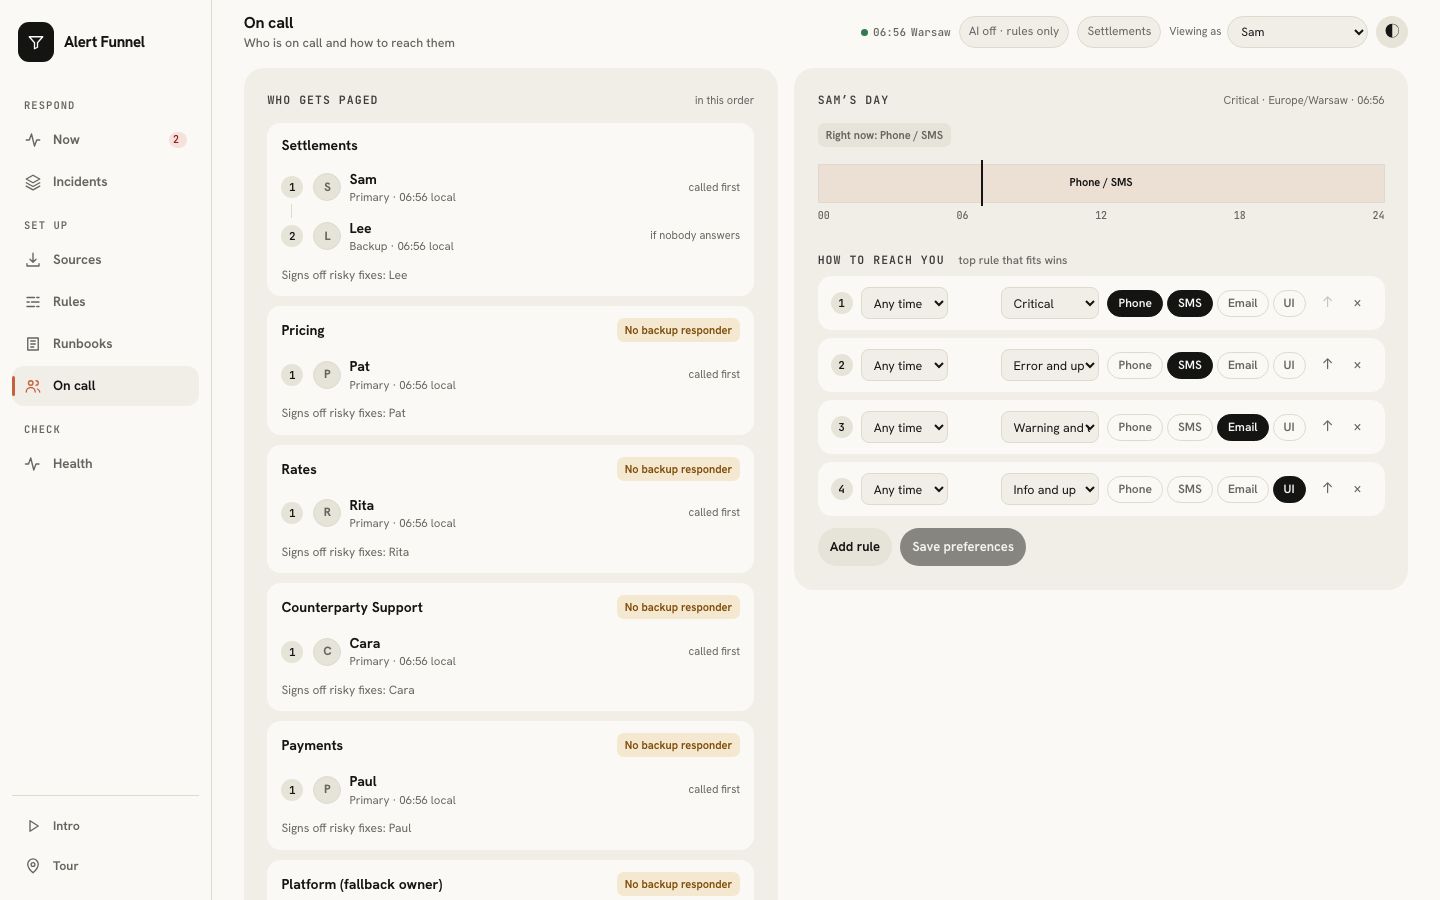 Alert Funnel
RESPOND
Now 2
Incidents
SET UP
Sources
Rules
Runbooks
On call
CHECK
Health
Intro
Tour
On call
Who is on call and how to reach them
06:56 Warsaw AI off · rules only Settlements Viewing as Sam
WHO GETS PAGED in this order
Settlements
1 S Sam called first
Primary · 06:56 local
2 L Lee if nobody answers
Backup · 06:56 local
Signs off risky fixes: Lee
Pricing No backup responder
1 P Pat called first
Primary · 06:56 local
Signs off risky fixes: Pat
Rates No backup responder
1 R Rita called first
Primary · 06:56 local
Signs off risky fixes: Rita
Counterparty Support No backup responder
1 C Cara called first
Primary · 06:56 local
Signs off risky fixes: Cara
Payments No backup responder
1 P Paul called first
Primary · 06:56 local
Signs off risky fixes: Paul
Platform (fallback owner) No backup responder
SAM'S DAY Critical · Europe/Warsaw · 06:56
Right now: Phone / SMS
Phone / SMS
00 06 12 18 24
HOW TO REACH YOU top rule that fits wins
1 Any time Critical Phone SMS Email UI ↑ ×
2 Any time Error and up Phone SMS Email UI ↑ ×
3 Any time Warning and Phone SMS Email UI ↑ ×
4 Any time Info and up Phone SMS Email UI ↑ ×
Add rule Save preferences